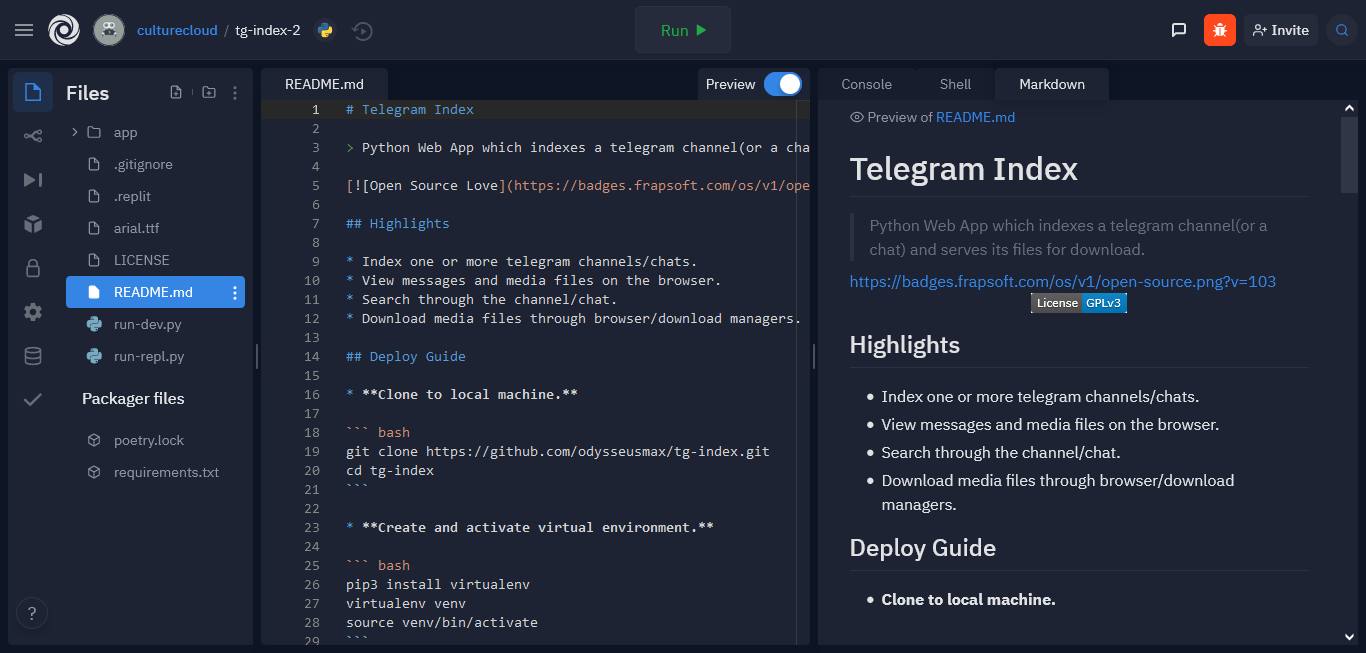 culturecloud / tg-index-2
Run
Invite
Files
app
.gitignore
.replit
arial.ttf
LICENSE
README.md
run-dev.py
run-repl.py
Packager files
poetry.lock
requirements.txt
?
README.md
Preview
1 # Telegram Index
2
3 > Python Web App which indexes a telegram channel(or a cha
4
5 [![Open Source Love](https://badges.frapsoft.com/os/v1/ope
6
7 ## Highlights
8
9 * Index one or more telegram channels/chats.
10 * View messages and media files on the browser.
11 * Search through the channel/chat.
12 * Download media files through browser/download managers.
13
14 ## Deploy Guide
15
16 * **Clone to local machine.**
17
18 ``` bash
19 git clone https://github.com/odysseusmax/tg-index.git
20 cd tg-index
21 ```
22
23 * **Create and activate virtual environment.**
24
25 ``` bash
26 pip3 install virtualenv
27 virtualenv venv
28 source venv/bin/activate
29 ```
Console Shell Markdown
Preview of README.md
Telegram Index
Python Web App which indexes a telegram channel(or a
chat) and serves its files for download.
https://badges.frapsoft.com/os/v1/open-source.png?v=103
License GPLv3
Highlights
• Index one or more telegram channels/chats.
• View messages and media files on the browser.
• Search through the channel/chat.
• Download media files through browser/download
managers.
Deploy Guide
• Clone to local machine.